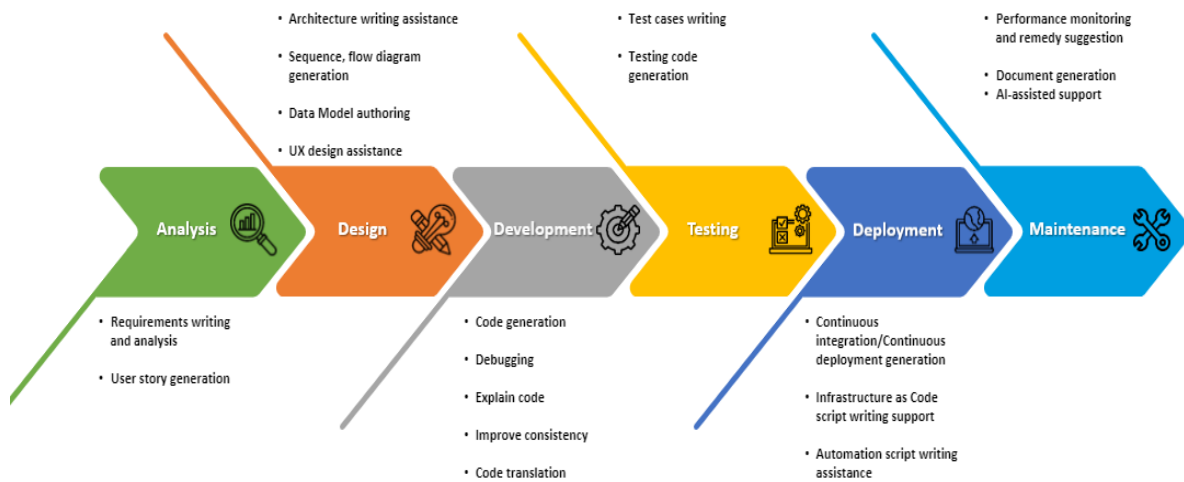 • Architecture writing assistance
• Sequence, flow diagram
generation
• Data Model authoring
• UX design assistance
• Test cases writing
• Testing code
generation
• Performance monitoring
and remedy suggestion
• Document generation
• AI-assisted support
Analysis
Design
Development
Testing
Deployment
Maintenance
• Requirements writing
and analysis
• User story generation
• Code generation
• Debugging
• Explain code
• Improve consistency
• Code translation
• Continuous
integration/Continuous
deployment generation
• Infrastructure as Code
script writing support
• Automation script writing
assistance